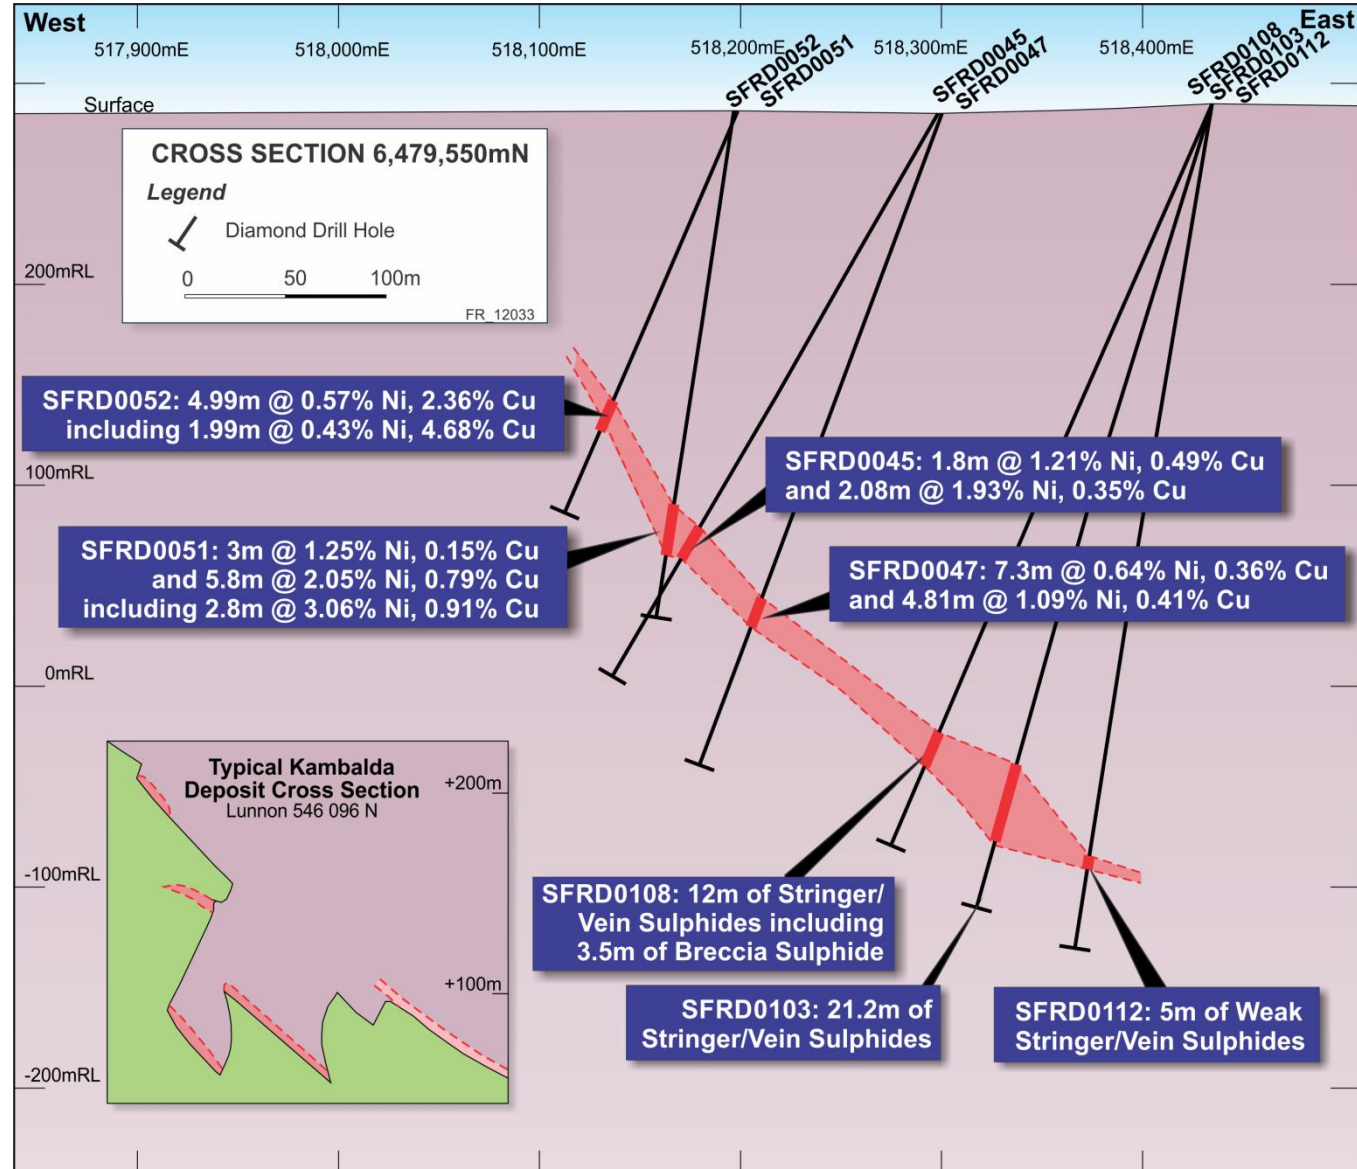 West
East
517,900mE
518,000mE
518,100mE
518,200mE
518,300mE
518,400mE
SFRD0052
SFRD0051
SFRD0045
SFRD0047
SFRD0108
SFRD0103
SFRD0112
Surface
CROSS SECTION 6,479,550mN
Legend
Diamond Drill Hole
0 50 100m
FR_12033
200mRL
100mRL
0mRL
-100mRL
-200mRL
SFRD0052: 4.99m @ 0.57% Ni, 2.36% Cu
including 1.99m @ 0.43% Ni, 4.68% Cu
SFRD0045: 1.8m @ 1.21% Ni, 0.49% Cu
and 2.08m @ 1.93% Ni, 0.35% Cu
SFRD0051: 3m @ 1.25% Ni, 0.15% Cu
and 5.8m @ 2.05% Ni, 0.79% Cu
including 2.8m @ 3.06% Ni, 0.91% Cu
SFRD0047: 7.3m @ 0.64% Ni, 0.36% Cu
and 4.81m @ 1.09% Ni, 0.41% Cu
Typical Kambalda
Deposit Cross Section
Lunnon 546 096 N
+200m
+100m
SFRD0108: 12m of Stringer/
Vein Sulphides including
3.5m of Breccia Sulphide
SFRD0103: 21.2m of
Stringer/Vein Sulphides
SFRD0112: 5m of Weak
Stringer/Vein Sulphides